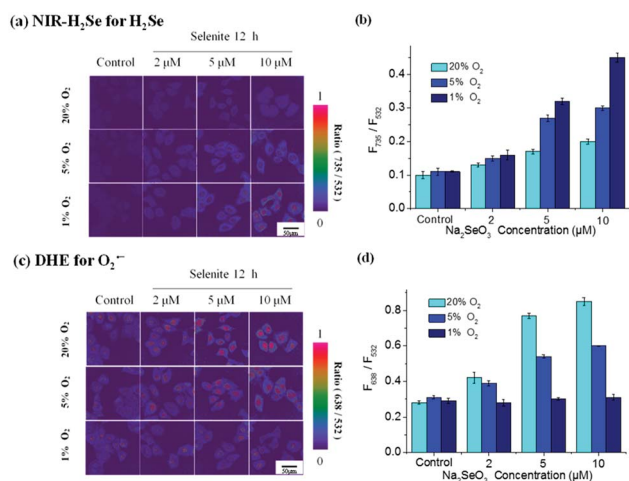 (a) NIR-H₂Se for H₂Se
Selenite 12 h
Control 2 μM 5 μM 10 μM
20% O₂
5% O₂
1% O₂
50μm
1
Ratio (735 / 532)
0
(b)
20% O₂
5% O₂
1% O₂
F₇₃₅ / F₅₃₂
0.4
0.3
0.2
0.1
0.0
Control 2 5 10
Na₂SeO₃ Concentration (μM)
(c) DHE for O₂·⁻
Selenite 12 h
Control 2 μM 5 μM 10 μM
20% O₂
5% O₂
1% O₂
50μm
1
Ratio (638 / 532)
0
(d)
20% O₂
5% O₂
1% O₂
F₆₃₈ / F₅₃₂
0.8
0.6
0.4
0.2
0.0
Control 2 5 10
Na₂SeO₃ Concentration (μM)